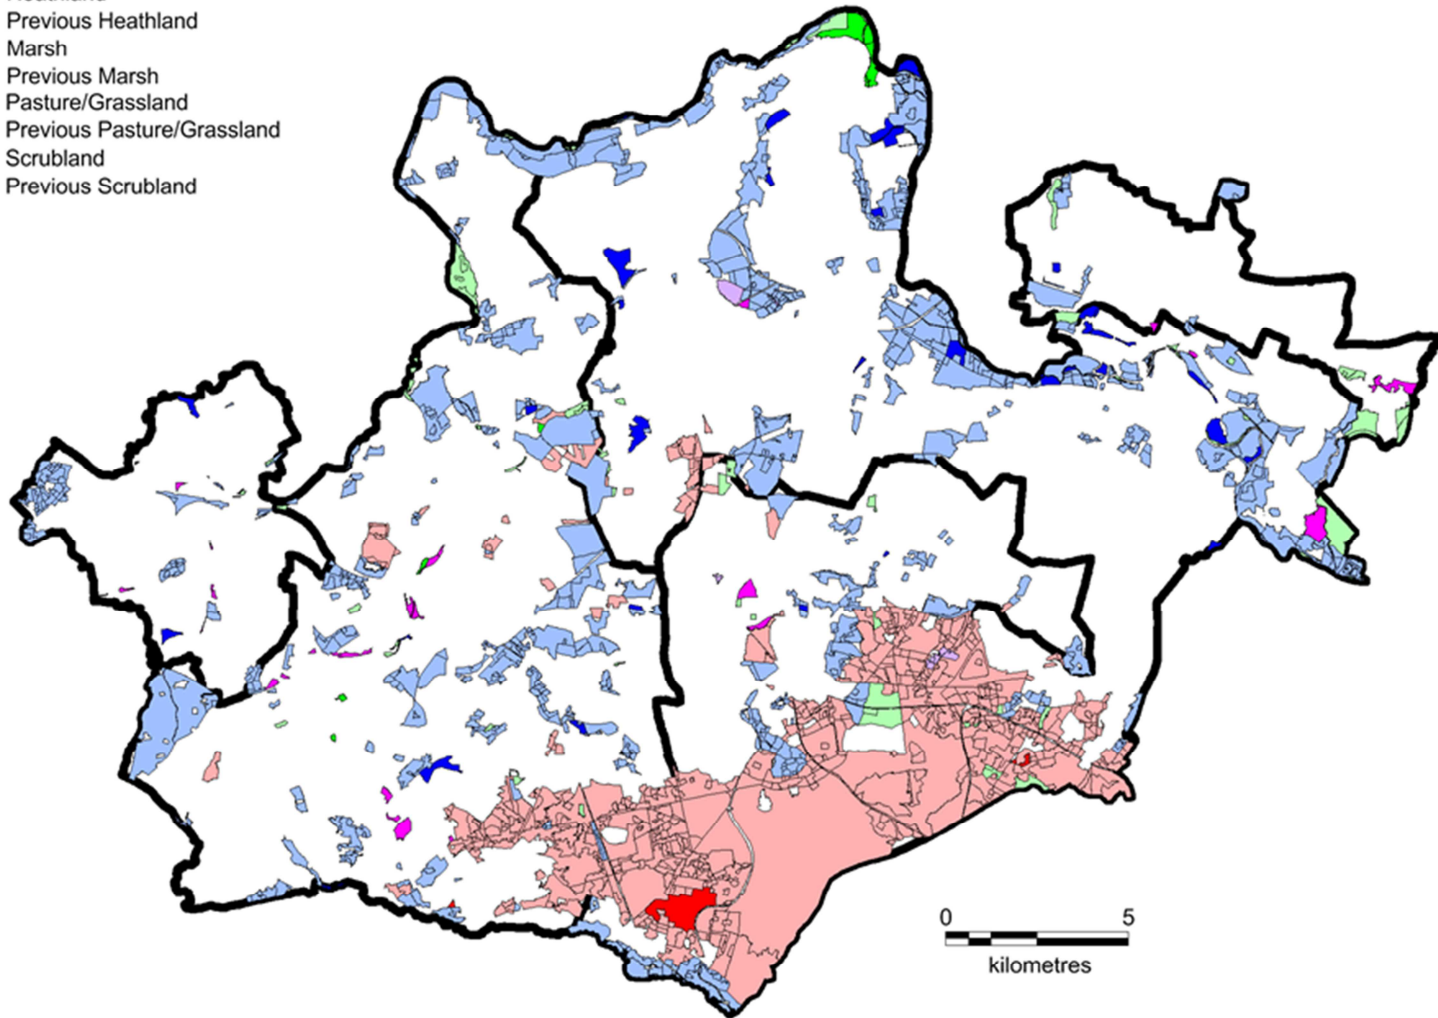 Previous Heathland
Marsh
Previous Marsh
Pasture/Grassland
Previous Pasture/Grassland
Scrubland
Previous Scrubland
0 5
kilometres